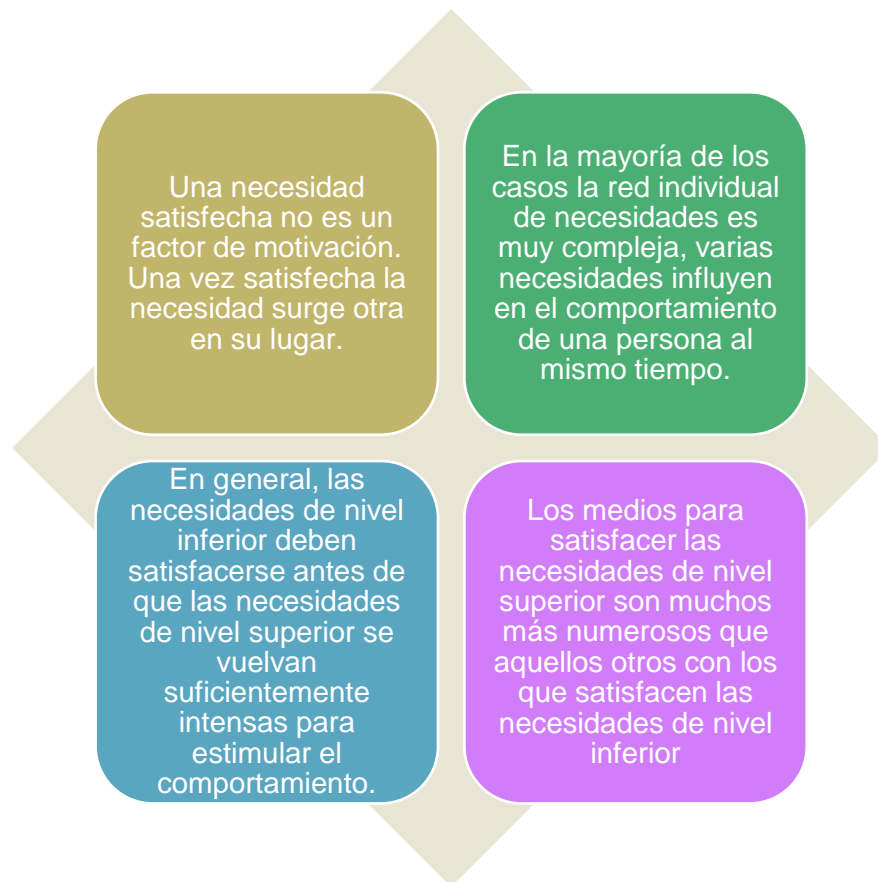 Una necesidad
satisfecha no es un
factor de motivación.
Una vez satisfecha la
necesidad surge otra
en su lugar.
En la mayoría de los
casos la red individual
de necesidades es
muy compleja, varias
necesidades influyen
en el comportamiento
de una persona al
mismo tiempo.
En general, las
necesidades de nivel
inferior deben
satisfacerse antes de
que las necesidades
de nivel superior se
vuelvan
suficientemente
intensas para
estimular el
comportamiento.
Los medios para
satisfacer las
necesidades de nivel
superior son muchos
más numerosos que
aquellos otros con los
que satisfacen las
necesidades de nivel
inferior